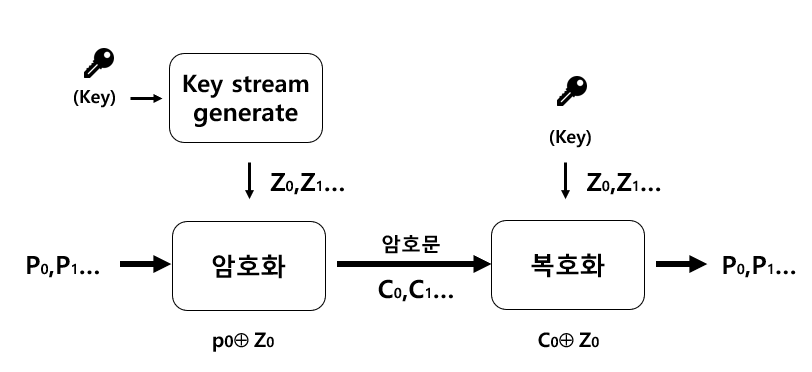 Key stream
generate
(Key)
(Key)
Z0,Z1...
Z0,Z1...
P0,P1...
암호화
암호문
C0,C1...
복호화
P0,P1...
p0⊕ Z0
C0⊕ Z0